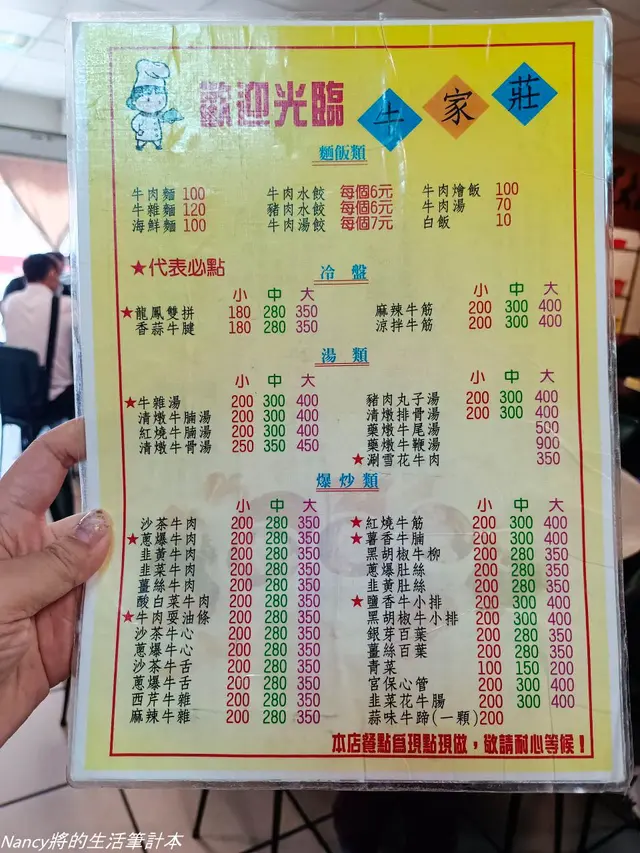 歡迎光臨 牛家莊
麵飯類
牛肉麵 100 牛肉水餃 每個6元 牛肉燴飯 100
牛雜麵 120 豬肉水餃 每個6元 牛肉湯 70
海鮮麵 100 牛肉湯餃 每個7元 白飯 10
★代表必點
冷盤
小 中 大 小 中 大
★龍鳳雙拼 180 280 350 麻辣牛筋 200 300 400
香蒜牛腱 180 280 350 涼拌牛筋 200 300 400
湯類
小 中 大 小 中 大
★牛雜湯 200 300 400 豬肉丸子湯 200 300 400
清燉牛腩湯 200 300 400 清燉排骨湯 200 300 400
紅燒牛腩湯 200 300 400 藥燉牛尾湯 500
清燉牛骨湯 250 350 450 藥燉牛鞭湯 900
★涮雪花牛肉 350
爆炒類
小 中 大 小 中 大
沙茶牛肉 200 280 350 ★紅燒牛筋 200 300 400
★蔥爆牛肉 200 280 350 ★薯香牛腩 200 300 400
韭黃牛肉 200 280 350 黑胡椒牛柳 200 280 350
韭菜牛肉 200 280 350 蔥爆肚絲 200 280 350
薑絲牛肉 200 280 350 韭黃肚絲 200 280 350
酸白菜牛肉 200 280 350 ★鹽香牛小排 200 300 400
★牛肉耍油條 200 280 350 黑胡椒牛小排 200 300 400
沙茶牛心 200 280 350 銀芽百葉 200 280 350
蔥爆牛心 200 280 350 薑絲百葉 200 280 350
沙茶牛舌 200 280 350 青菜 100 150 200
蔥爆牛舌 200 280 350 宮保心管 200 300 400
西芹牛雜 200 280 350 韭菜花牛腸 200 300 400
麻辣牛雜 200 280 350 蒜味牛蹄(一顆)200
本店餐點為現點現做，敬請耐心等候！
Nancy將的生活筆計本